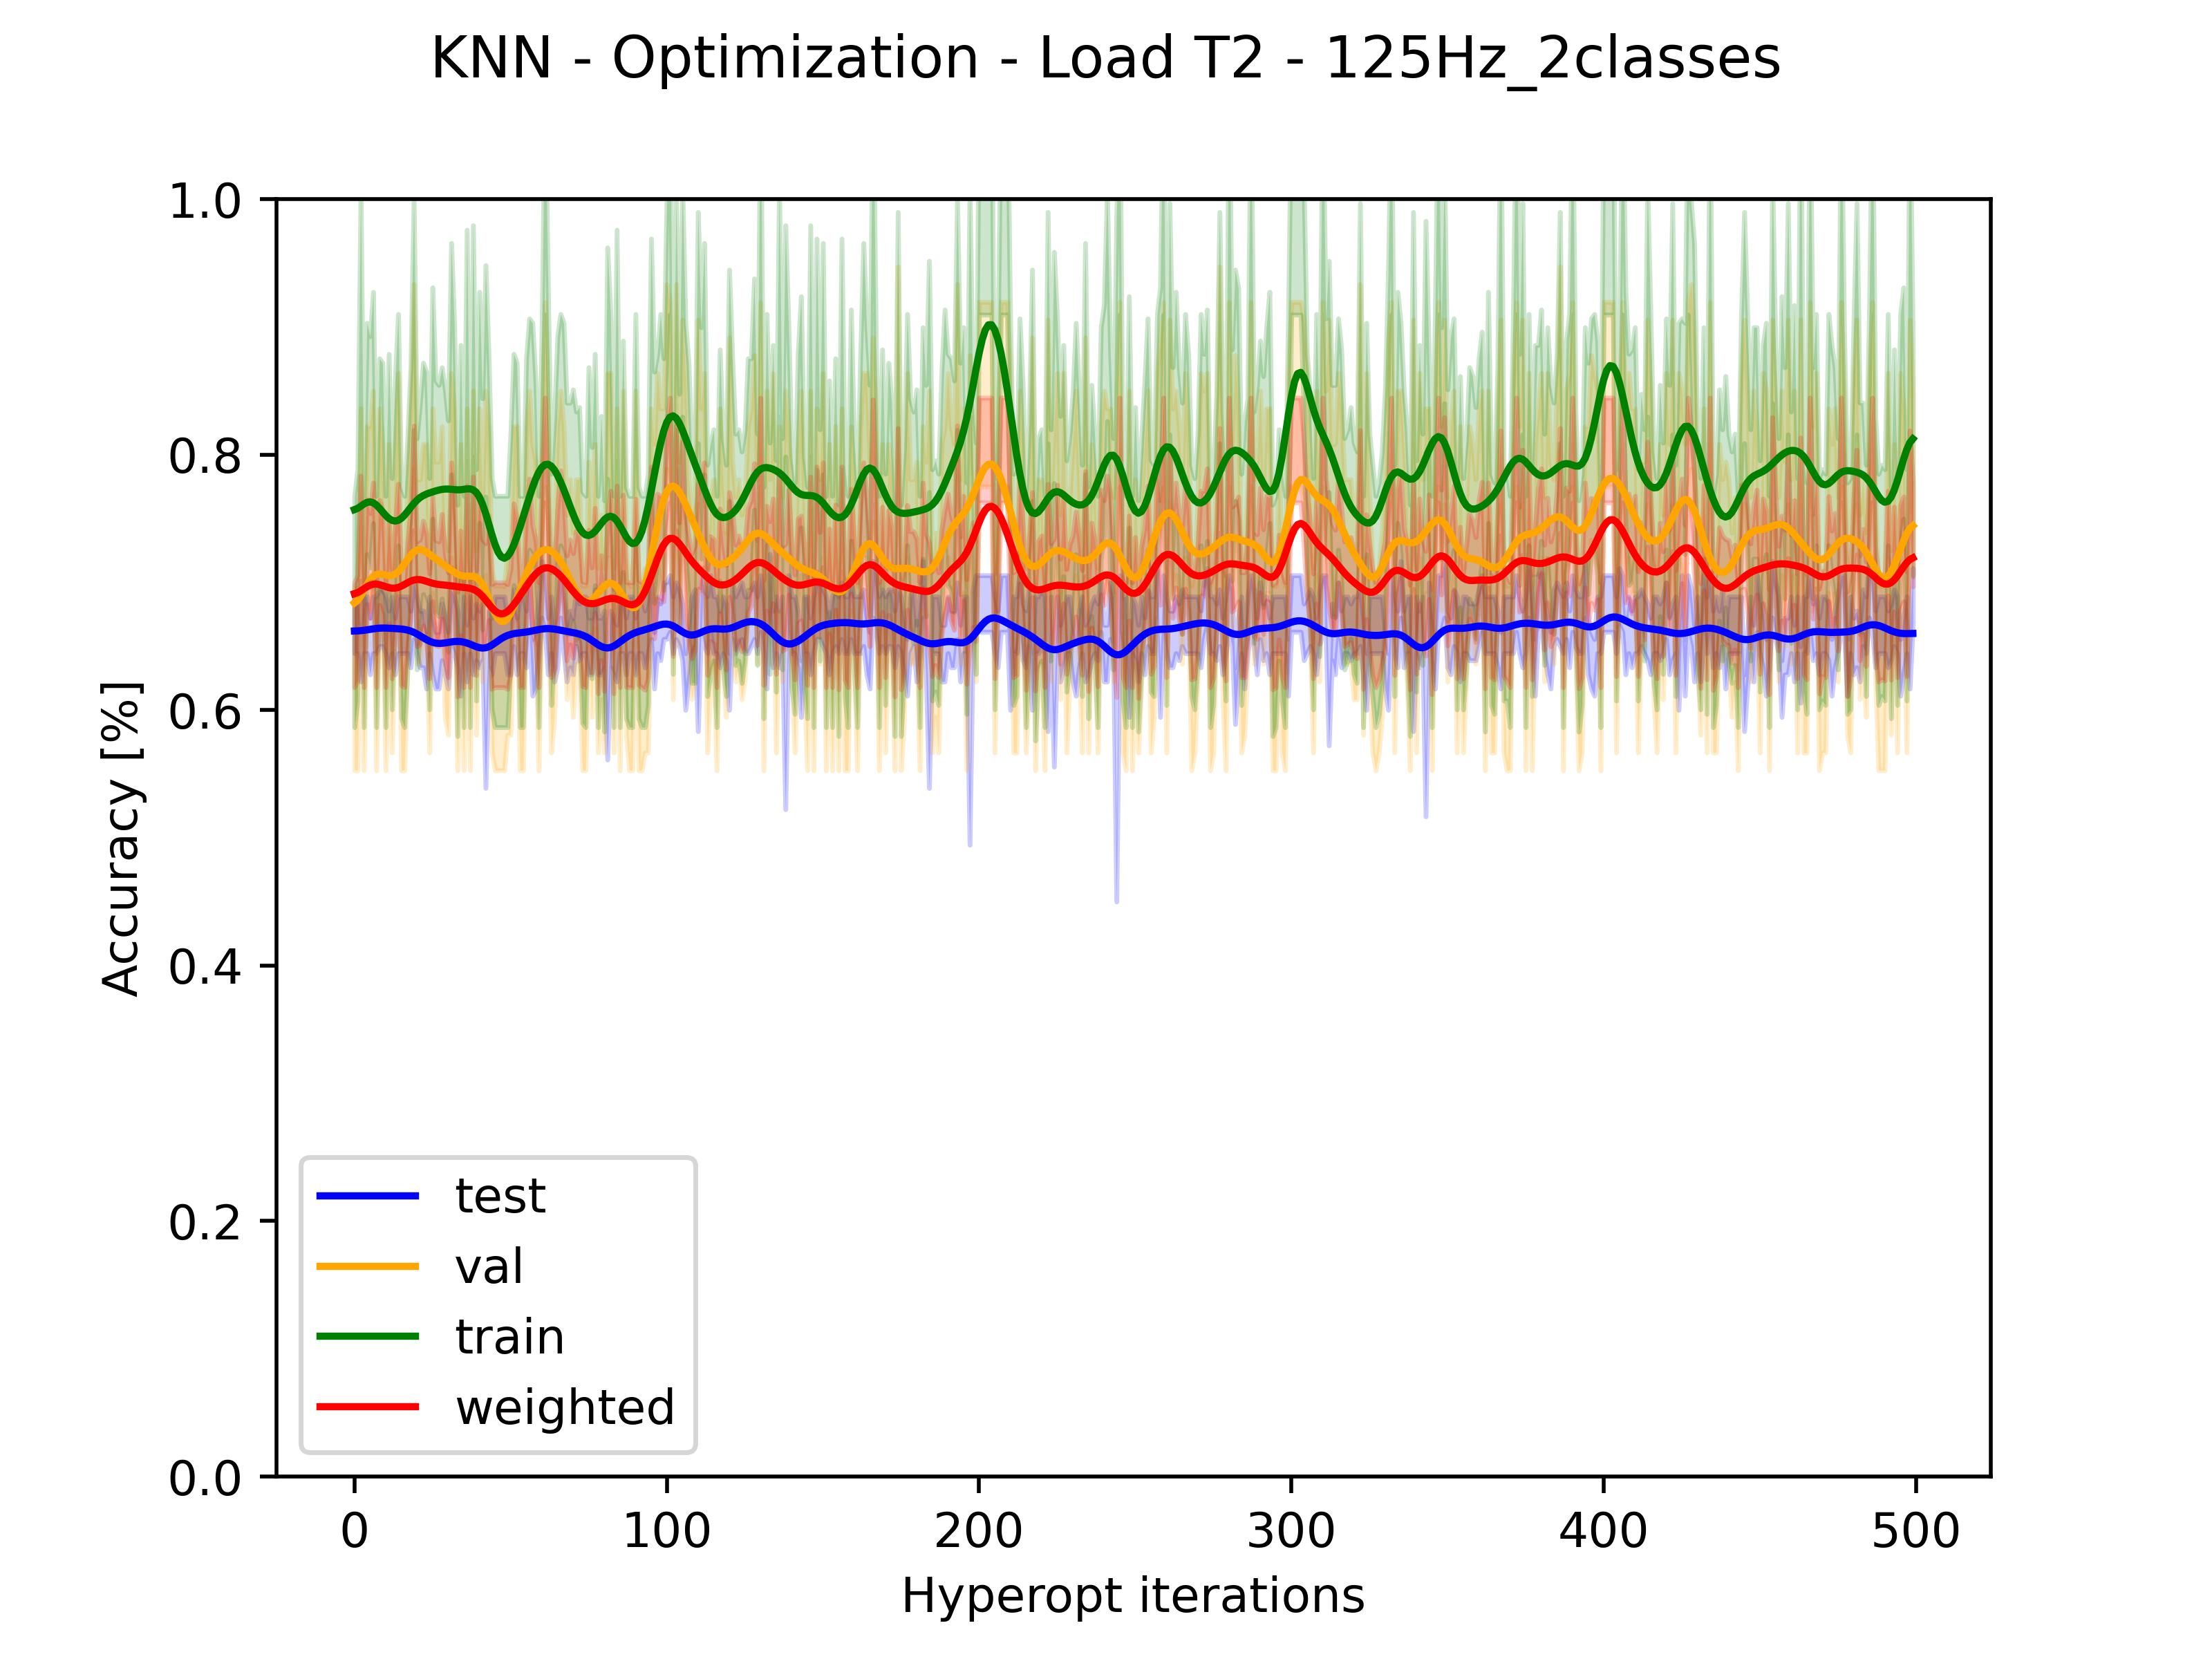 KNN - Optimization - Load T2 - 125Hz_2classes
1.0
0.8
0.6
0.4
0.2
0.0
Accuracy [%]
test
val
train
weighted
0 100 200 300 400 500
Hyperopt iterations